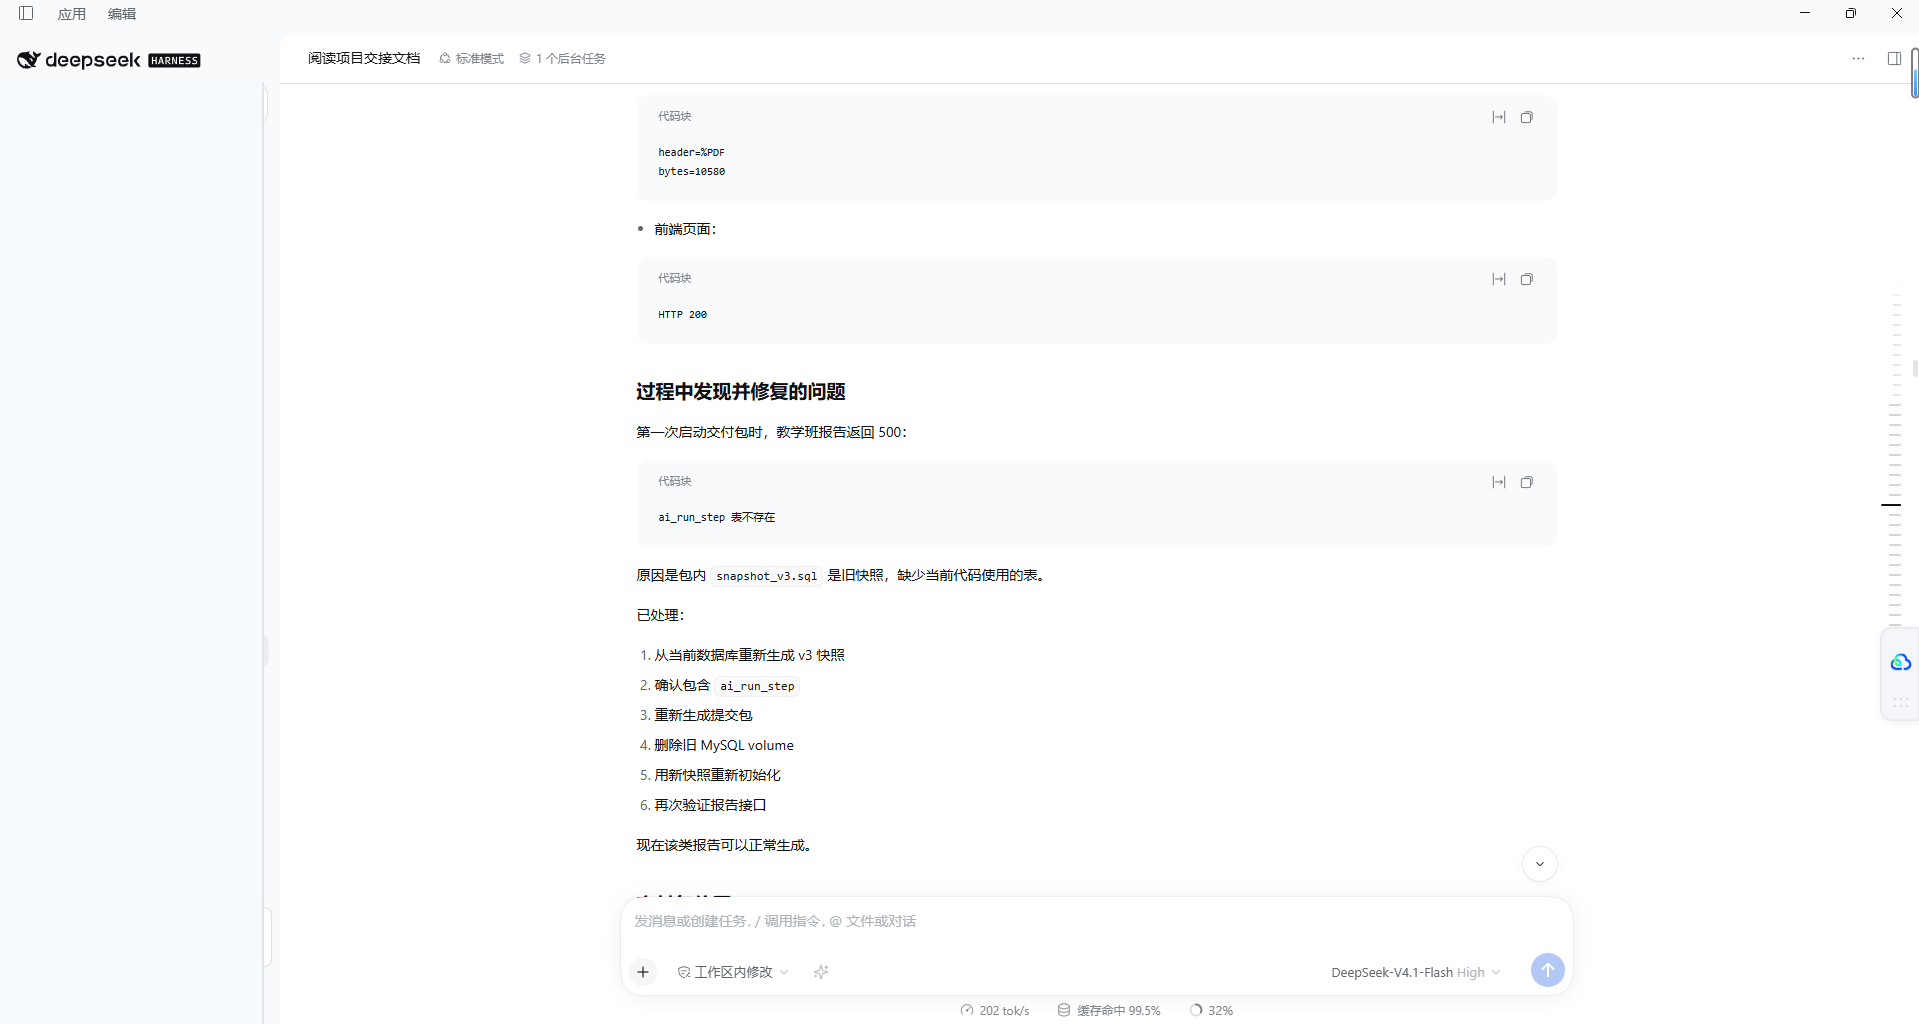 应用 编辑
deepseek HARNESS
阅读项目交接文档 标准模式 1 个后台任务
代码块
header=%PDF
bytes=10580
前端页面：
代码块
HTTP 200
过程中发现并修复的问题
第一次启动交付包时，教学班报告返回 500：
代码块
ai_run_step 表不存在
原因是包内 snapshot_v3.sql 是旧快照，缺少当前代码使用的表。
已处理：
1. 从当前数据库重新生成 v3 快照
2. 确认包含 ai_run_step
3. 重新生成提交包
4. 删除旧 MySQL volume
5. 用新快照重新初始化
6. 再次验证报告接口
现在该类报告可以正常生成。
发消息或创建任务, / 调用指令, @ 文件或对话
工作区内修改 DeepSeek-V4.1-Flash High
202 tok/s 缓存命中 99.5% 32%